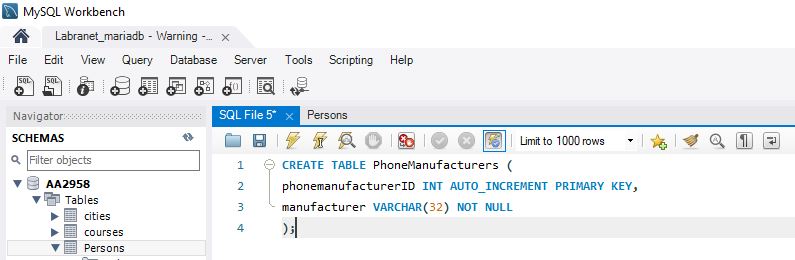 MySQL Workbench
Labranet_mariadb - Warning -... ×
File Edit View Query Database Server Tools Scripting Help
Navigator
SCHEMAS
Filter objects
AA2958
Tables
cities
courses
Persons
SQL File 5* × Persons
Limit to 1000 rows
1 CREATE TABLE PhoneManufacturers (
2 phonemanufacturerID INT AUTO_INCREMENT PRIMARY KEY,
3 manufacturer VARCHAR(32) NOT NULL
4 );